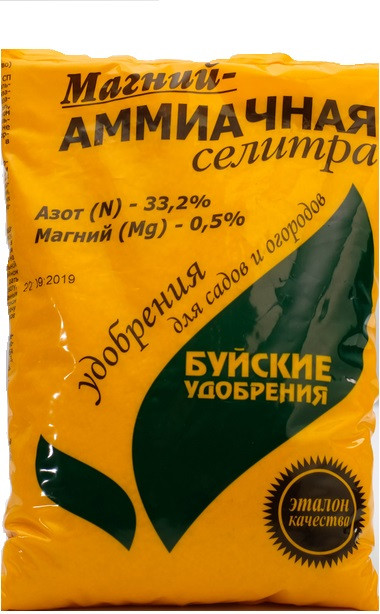 Магний-
АММИАЧНАЯ
селитра
Азот (N) - 33,2%
Магний (Mg) - 0,5%
22.09.2019
удобрения
для садов и огородов
БУЙСКИЕ
УДОБРЕНИЯ
эталон
качества